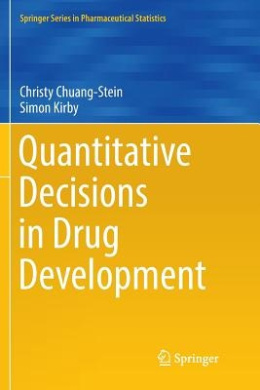 Springer Series in Pharmaceutical Statistics
Christy Chuang-Stein
Simon Kirby
Quantitative
Decisions
in Drug
Development
Springer